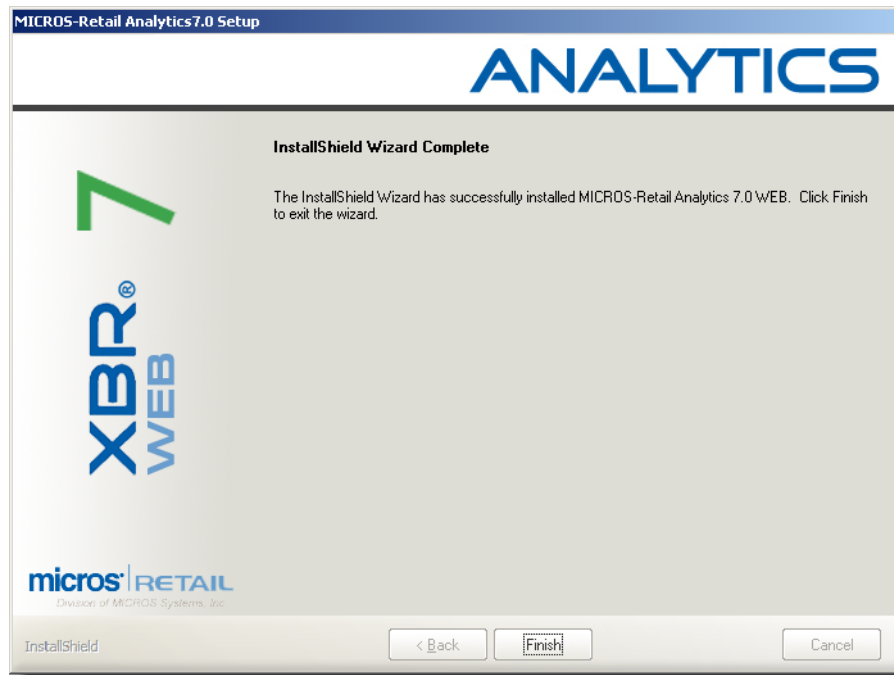 MICROS-Retail Analytics7.0 Setup
ANALYTICS
InstallShield Wizard Complete
The InstallShield Wizard has successfully installed MICROS-Retail Analytics 7.0 WEB. Click Finish
to exit the wizard.
XBR® 7
WEB
micros® RETAIL
Division of MICROS Systems, Inc.
InstallShield
< Back
Finish
Cancel